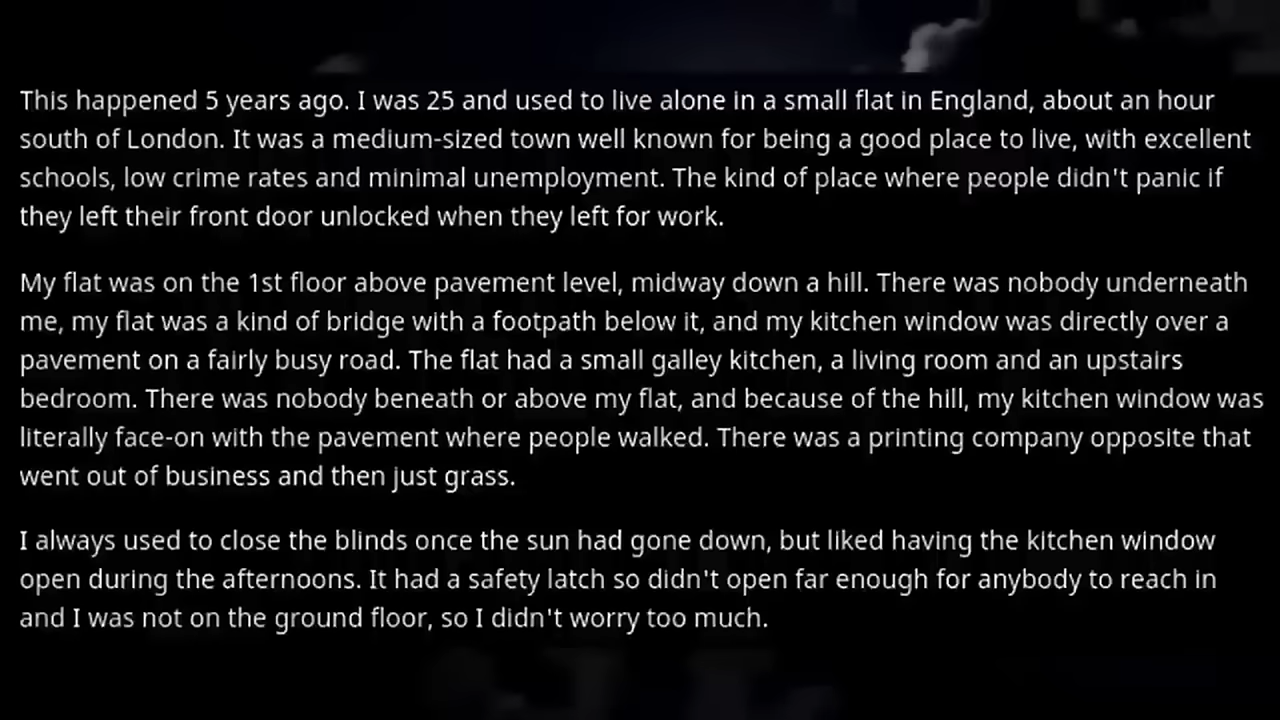 This happened 5 years ago. I was 25 and used to live alone in a small flat in England, about an hour
south of London. It was a medium-sized town well known for being a good place to live, with excellent
schools, low crime rates and minimal unemployment. The kind of place where people didn't panic if
they left their front door unlocked when they left for work.
My flat was on the 1st floor above pavement level, midway down a hill. There was nobody underneath
me, my flat was a kind of bridge with a footpath below it, and my kitchen window was directly over a
pavement on a fairly busy road. The flat had a small galley kitchen, a living room and an upstairs
bedroom. There was nobody beneath or above my flat, and because of the hill, my kitchen window was
literally face-on with the pavement where people walked. There was a printing company opposite that
went out of business and then just grass.
I always used to close the blinds once the sun had gone down, but liked having the kitchen window
open during the afternoons. It had a safety latch so didn't open far enough for anybody to reach in
and I was not on the ground floor, so I didn't worry too much.